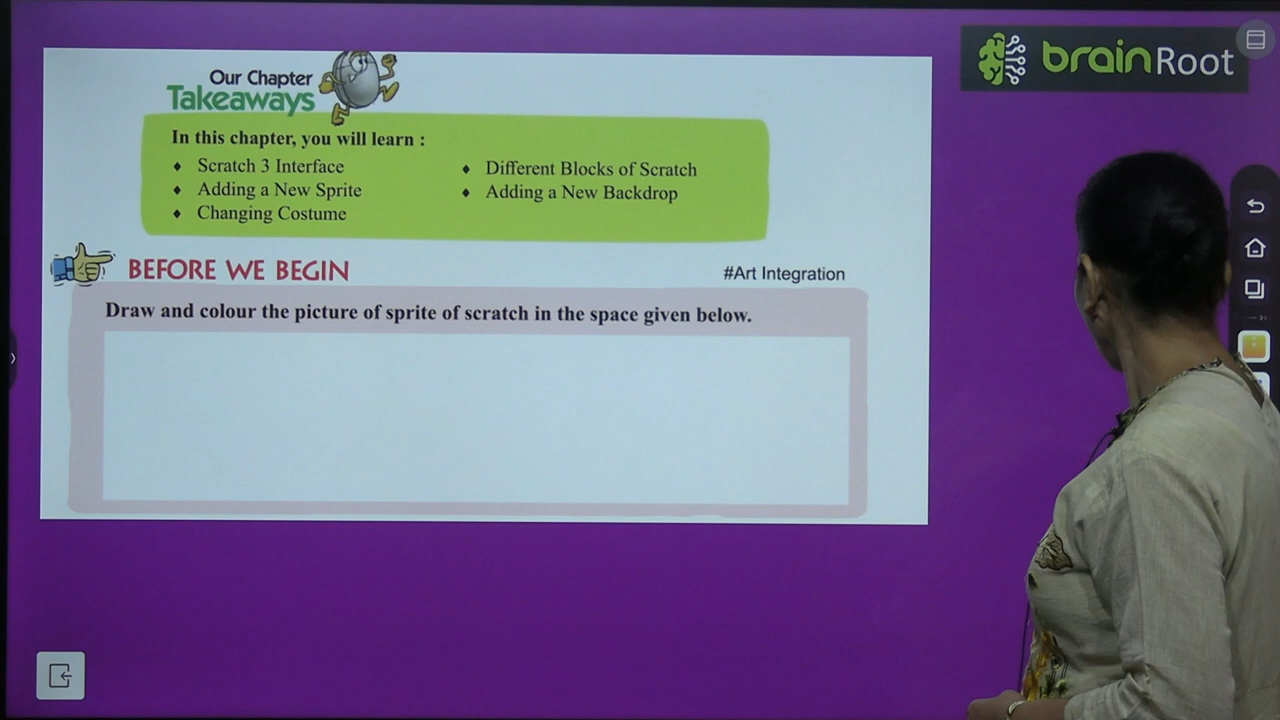 brainRoot
Our Chapter
Takeaways
In this chapter, you will learn :
♦ Scratch 3 Interface
♦ Adding a New Sprite
♦ Changing Costume
♦ Different Blocks of Scratch
♦ Adding a New Backdrop
BEFORE WE BEGIN
#Art Integration
Draw and colour the picture of sprite of scratch in the space given below.